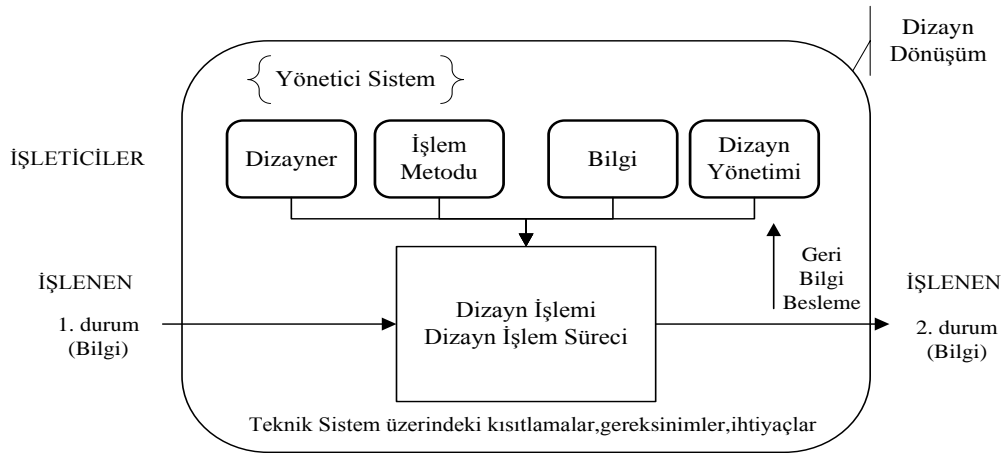 Dizayn
Dönüşüm
Yönetici Sistem
İŞLETİCİLER
Dizayner
İşlem
Metodu
Bilgi
Dizayn
Yönetimi
Geri
Bilgi
Besleme
İŞLENEN
1. durum
(Bilgi)
Dizayn İşlemi
Dizayn İşlem Süreci
İŞLENEN
2. durum
(Bilgi)
Teknik Sistem üzerindeki kısıtlamalar,gereksinimler,ihtiyaçlar